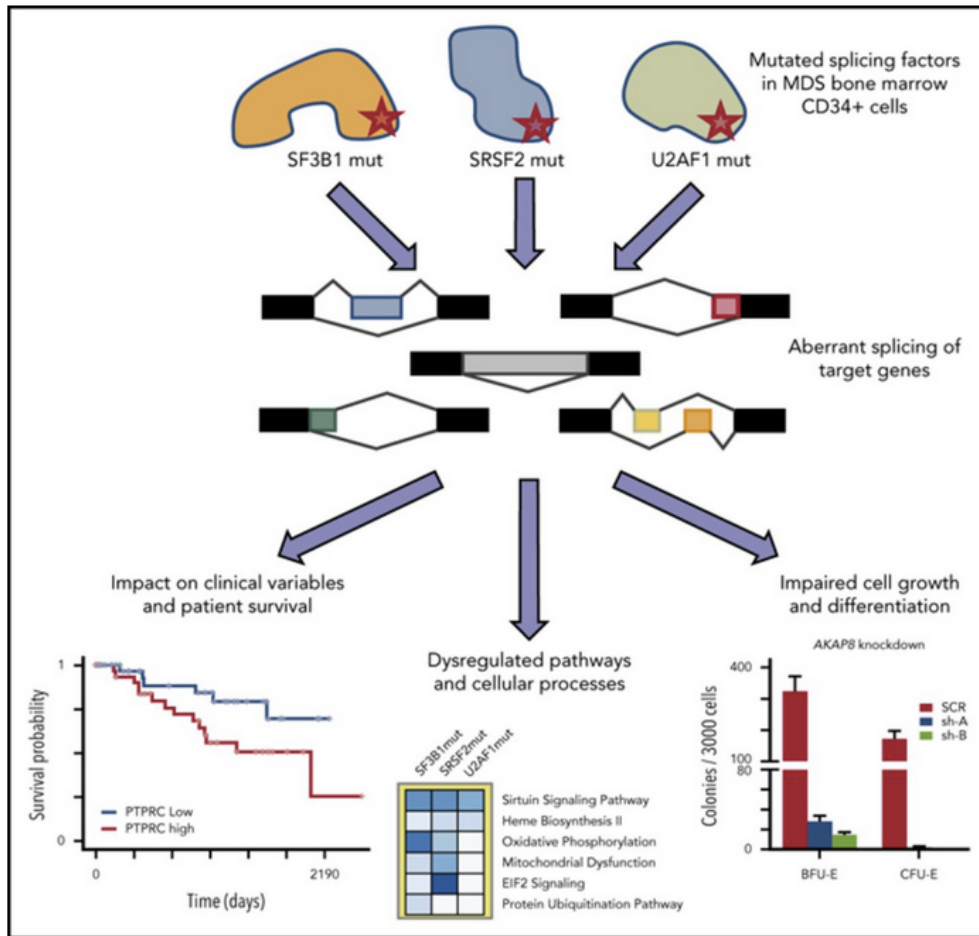 Mutated splicing factors
in MDS bone marrow
CD34+ cells
SF3B1 mut
SRSF2 mut
U2AF1 mut
Aberrant splicing of
target genes
Impact on clinical variables
and patient survival
Survival probability
1
0
PTPRC Low
PTPRC high
0
2190
Time (days)
Dysregulated pathways
and cellular processes
SF3B1mut
SRSF2mut
U2AF1mut
Sirtuin Signaling Pathway
Heme Biosynthesis II
Oxidative Phosphorylation
Mitochondrial Dysfunction
EIF2 Signaling
Protein Ubiquitination Pathway
Impaired cell growth
and differentiation
AKAP8 knockdown
Colonies / 3000 cells
400
100
80
0
SCR
sh-A
sh-B
BFU-E
CFU-E